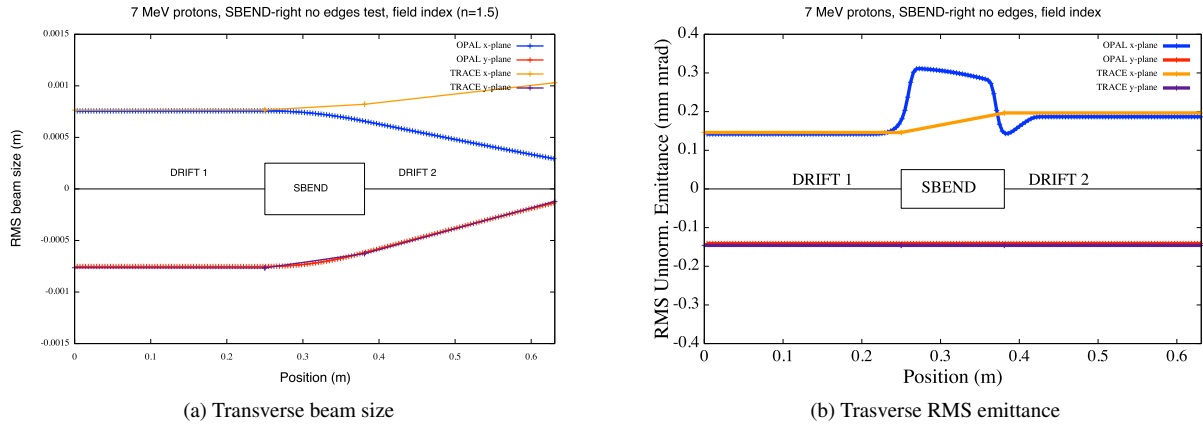 7 MeV protons, SBEND-right no edges test, field index (n=1.5)
RMS beam size (m)
0.0015
0.001
0.0005
0
-0.0005
-0.001
-0.0015
OPAL x-plane
OPAL y-plane
TRACE x-plane
TRACE y-plane
DRIFT 1
SBEND
DRIFT 2
0 0.1 0.2 0.3 0.4 0.5 0.6
Position (m)
(a) Transverse beam size
7 MeV protons, SBEND-right no edges, field index
RMS Unnorm. Emittance (mm mrad)
0.4
0.3
0.2
0.1
0
-0.1
-0.2
-0.3
-0.4
OPAL x-plane
OPAL y-plane
TRACE x-plane
TRACE y-plane
DRIFT 1
SBEND
DRIFT 2
0 0.1 0.2 0.3 0.4 0.5 0.6
Position (m)
(b) Trasverse RMS emittance